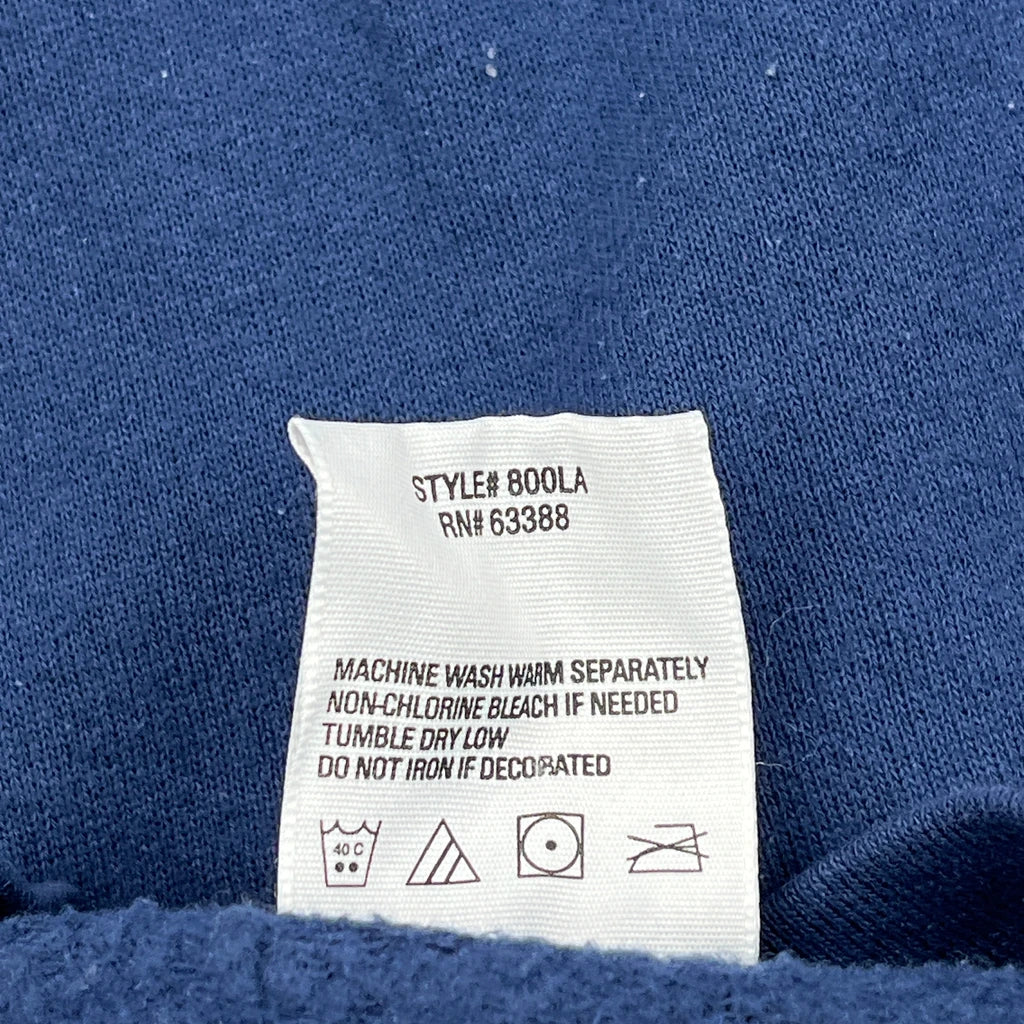 STYLE# 800LA
RN# 63388
MACHINE WASH WARM SEPARATELY
NON-CHLORINE BLEACH IF NEEDED
TUMBLE DRY LOW
DO NOT IRON IF DECORATED
40 C